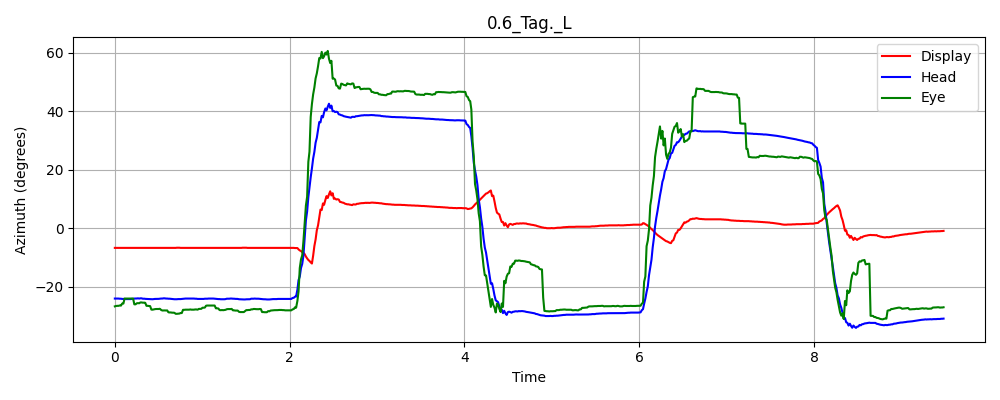 0.6_Tag._L
Display
Head
Eye
60
40
20
0
−20
Azimuth (degrees)
0 2 4 6 8
Time